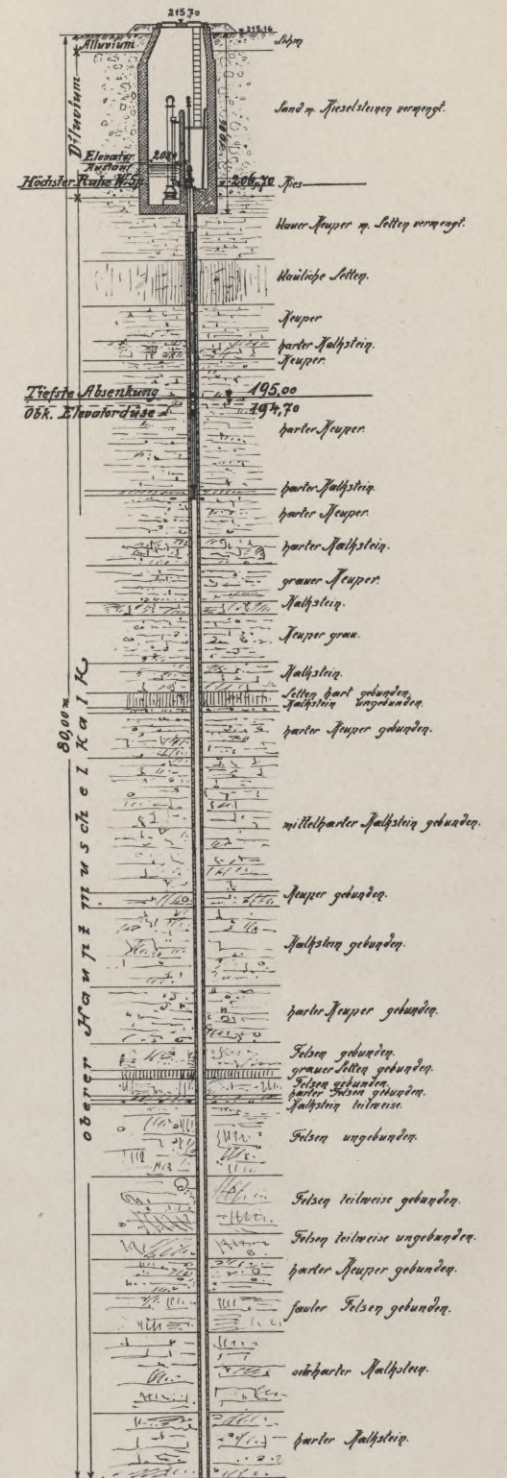 215.70
215.14
Alluvium
Lehm
Diluvium
Sand m. Kieselsteinen vermengt.
10,00
Elevator
Auslauf
Höchster Ruhe W.Sp.
206,70
Kies
blauer Keuper m. Letten vermengt.
bläuliche Letten.
Keuper
harter Kalkstein.
Keuper.
Tiefste Absenkung
195,00
Obk. Elevatordüse
194,70
harter Keuper.
harter Kalkstein.
harter Keuper.
harter Kalkstein.
grauer Keuper.
Kalkstein.
Keuper grau.
Kalkstein.
Letten hart gebunden.
Kalkstein ungebunden.
harter Keuper gebunden.
80,00 m
oberer Hauptmuschelkalk
mittelharter Kalkstein gebunden.
Keuper gebunden.
Kalkstein gebunden.
harter Keuper gebunden.
Felsen gebunden.
grauer Letten gebunden.
Felsen gebunden.
harter Felsen gebunden.
Kalkstein teilweise.
Felsen ungebunden.
Felsen teilweise gebunden.
Felsen teilweise ungebunden.
harter Keuper gebunden.
fauler Felsen gebunden.
harter Kalkstein.
harter Kalkstein.